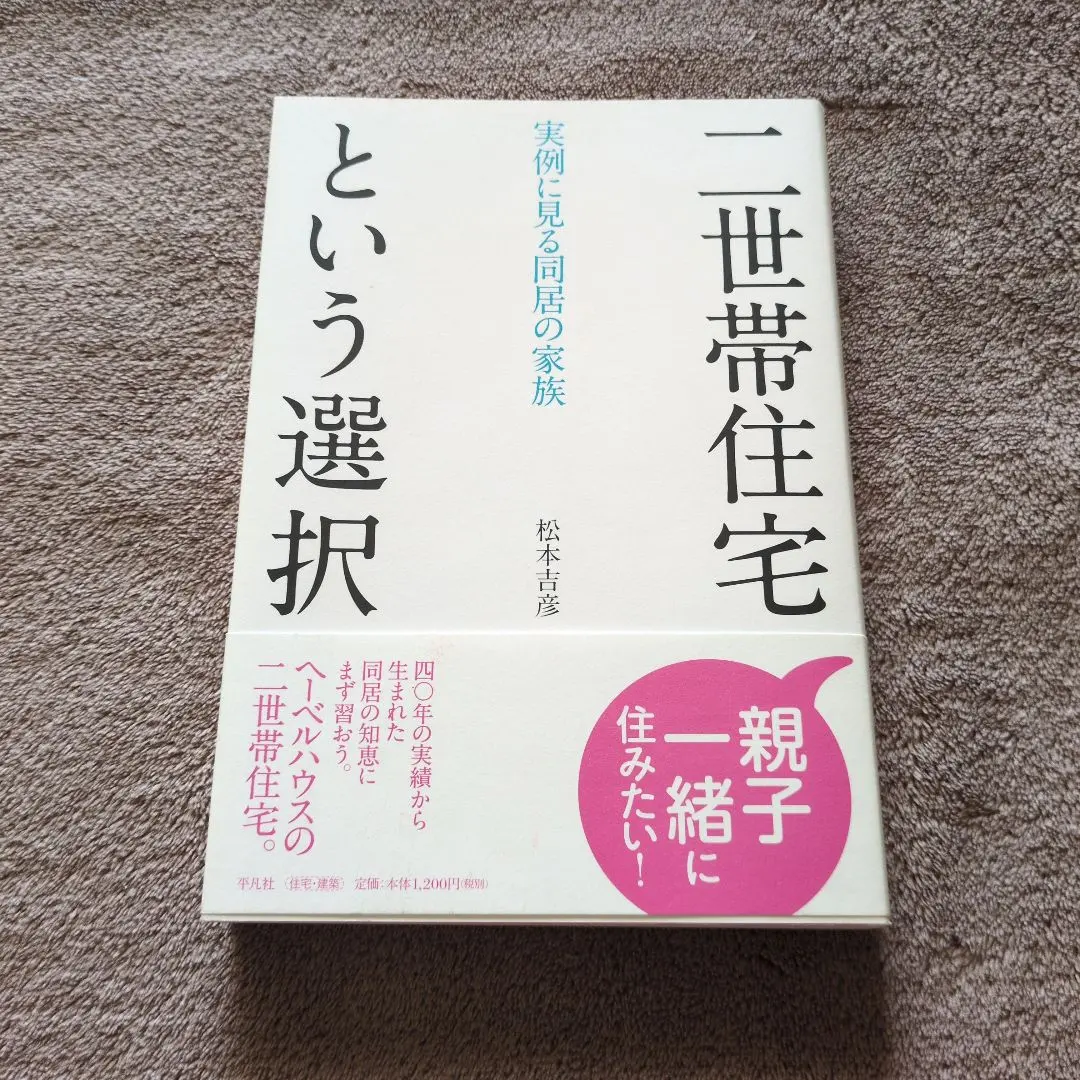 二世帯住宅
という選択
実例に見る同居の家族
松本吉彦
親子
一緒に
住みたい！
四〇年の実績から
生まれた
同居の知恵に
まず習おう。
ヘーベルハウスの
二世帯住宅。
平凡社 〈住宅・建築〉 定価：本体1,200円(税別)